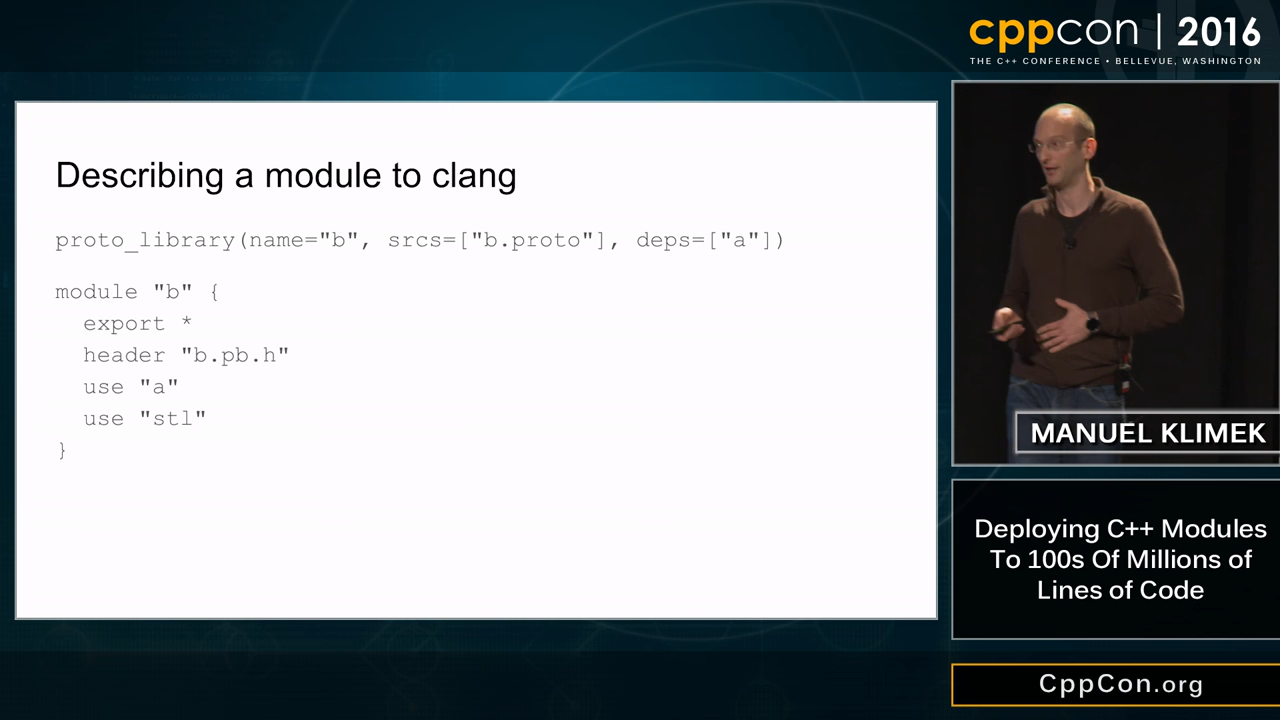 cppcon | 2016
THE C++ CONFERENCE • BELLEVUE, WASHINGTON
Describing a module to clang
proto_library(name="b", srcs=["b.proto"], deps=["a"])
module "b" {
export *
header "b.pb.h"
use "a"
use "stl"
}
MANUEL KLIMEK
Deploying C++ Modules
To 100s Of Millions of
Lines of Code
CppCon.org